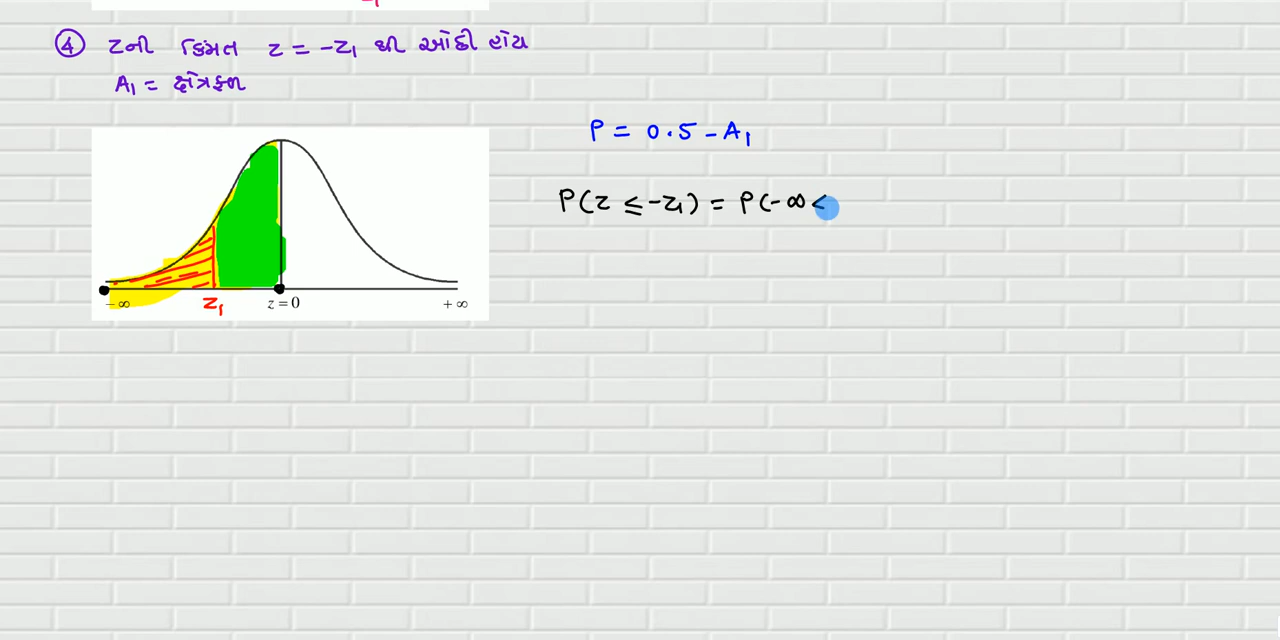 ④ Zની કિંમત z = -z₁ થી ઓછી હોય
A₁ = ક્ષેત્રફળ
P = 0.5 - A₁
P(z ≤ -z₁) = P(-∞ <
- ∞ z₁ z = 0 + ∞